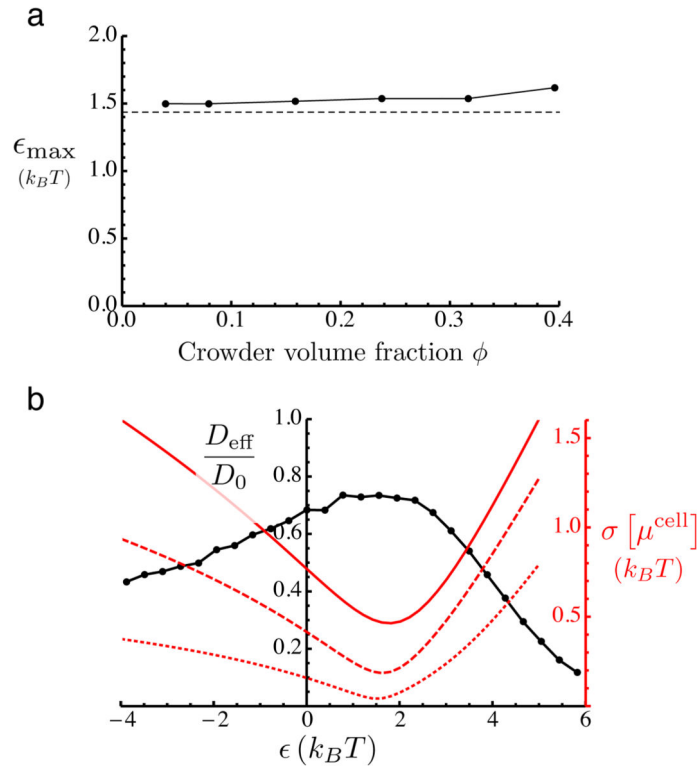 a
2.0
1.5
ϵmax
(kBT)
1.0
0.5
0.0
0.0 0.1 0.2 0.3 0.4
Crowder volume fraction ϕ
b
1.0
0.8
0.6
0.4
0.2
Deff
D0
1.5
1.0
0.5
σ [μcell]
(kBT)
−4 −2 0 2 4 6
ϵ (kBT)